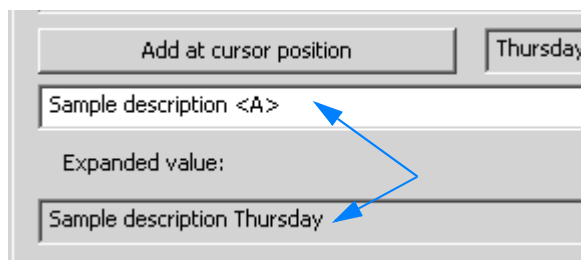 Add at cursor position Thursday
Sample description <A>
Expanded value:
Sample description Thursday